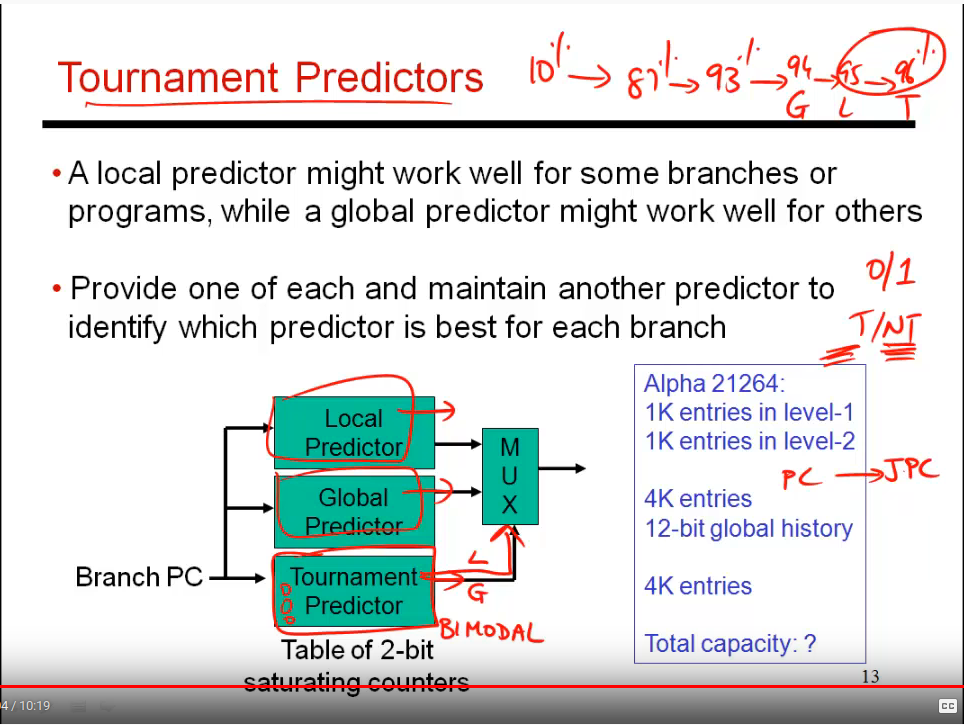 Tournament Predictors
10% → 87% → 93% → 94 → 95 → 96%
G L T
• A local predictor might work well for some branches or
programs, while a global predictor might work well for others
• Provide one of each and maintain another predictor to
identify which predictor is best for each branch
0/1
T/NT
Local
Predictor
Global
Predictor
Tournament
Predictor
M
U
X
Branch PC
L
G
BIMODAL
Table of 2-bit
saturating counters
Alpha 21264:
1K entries in level-1
1K entries in level-2
PC → JPC
4K entries
12-bit global history
4K entries
Total capacity: ?
13
4 / 10:19
CC